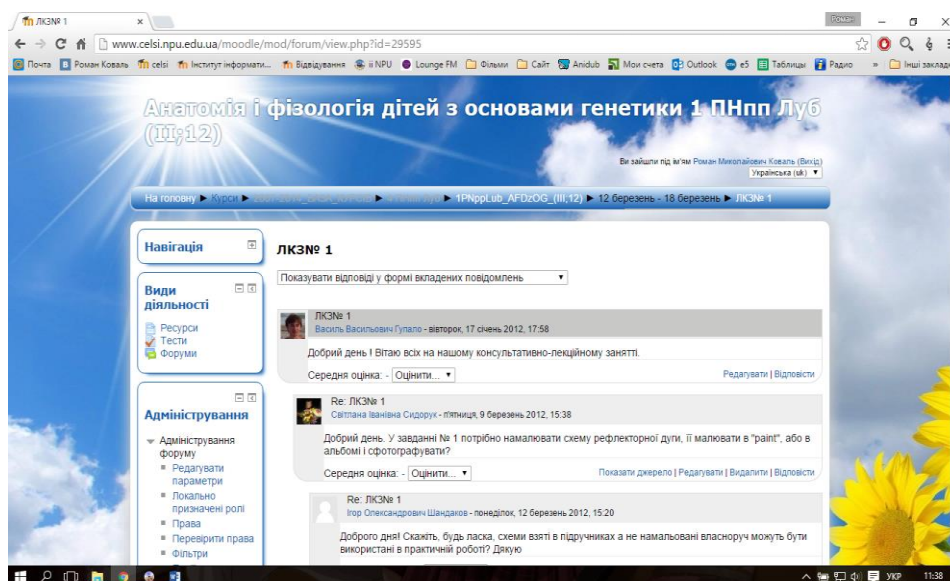 ЛКЗ№ 1
Роман
www.celsi.npu.edu.ua/moodle/mod/forum/view.php?id=29595
Почта Роман Коваль celsi Інститут інформати... Відвідування ii NPU Lounge FM Фільми Сайт Anidub Мои счета Outlook e5 Таблицы Радио » Інші заклад
Анатомія і фізологія дітей з основами генетики 1 ПНпп Луб
(ІІІ;12)
Ви зайшли під ім'ям Роман Миколайович Коваль (Вихід)
Українська (uk)
На головну ► Курси ► 1PNppLub_AFDzOG_(III,12) ► 12 березень - 18 березень ► ЛКЗ№ 1
Навігація
ЛКЗ№ 1
Показувати відповіді у формі вкладених повідомлень
Види
діяльності
Ресурси
Тести
Форуми
ЛКЗ№ 1
Василь Васильович Гупало - вівторок, 17 січень 2012, 17:58
Добрий день ! Вітаю всіх на нашому консультативно-лекційному занятті.
Середня оцінка: - Оцінити... Редагувати | Відповісти
Re: ЛКЗ№ 1
Світлана Іванівна Сидорук - п'ятниця, 9 березень 2012, 15:38
Добрий день. У завданні № 1 потрібно намалювати схему рефлекторної дуги, її малювати в "paint", або в
альбомі і сфотографувати?
Середня оцінка: - Оцінити... Показати джерело | Редагувати | Видалити | Відповісти
Re: ЛКЗ№ 1
Ігор Олександрович Шандаков - понеділок, 12 березень 2012, 15:20
Доброго дня! Скажіть, будь ласка, схеми взяті в підручниках а не намальовані власноруч можуть бути
використані в практичній роботі? Дякую
Адміністрування
Адміністрування
форуму
Редагувати
параметри
Локально
призначені ролі
Права
Перевірити права
Фільтри
УКР 11:38